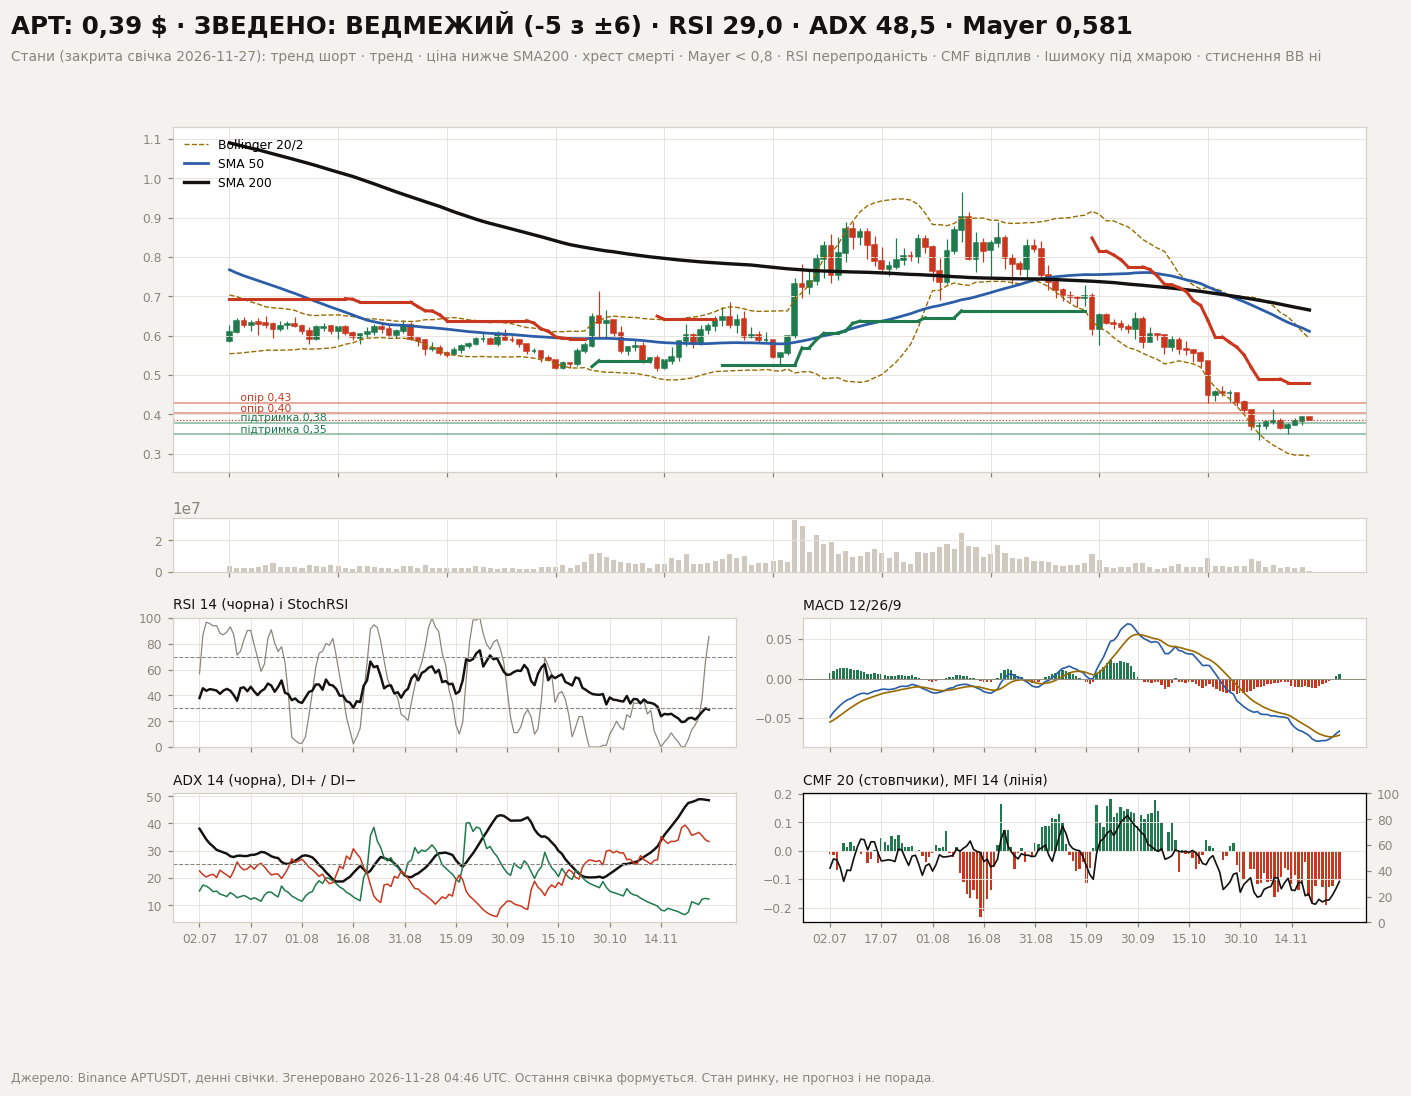 APT: 0,39 $ · ЗВЕДЕНО: ВЕДМЕЖИЙ (-5 з ±6) · RSI 29,0 · ADX 48,5 · Mayer 0,581
Стани (закрита свічка 2026-11-27): тренд шорт · тренд · ціна нижче SMA200 · хрест смерті · Mayer < 0,8 · RSI перепроданість · CMF відплив · Ішимоку під хмарою · стиснення BB ні
Bollinger 20/2
SMA 50
SMA 200
1.1
1.0
0.9
0.8
0.7
0.6
0.5
0.4
0.3
опір 0,43
опір 0,40
підтримка 0,38
підтримка 0,35
1e7
2
0
RSI 14 (чорна) і StochRSI
100
80
60
40
20
0
MACD 12/26/9
0.05
0.00
−0.05
ADX 14 (чорна), DI+ / DI−
50
40
30
20
10
02.07 17.07 01.08 16.08 31.08 15.09 30.09 15.10 30.10 14.11
CMF 20 (стовпчики), MFI 14 (лінія)
0.2
0.1
0.0
−0.1
−0.2
100
80
60
40
20
0
02.07 17.07 01.08 16.08 31.08 15.09 30.09 15.10 30.10 14.11
Джерело: Binance APTUSDT, денні свічки. Згенеровано 2026-11-28 04:46 UTC. Остання свічка формується. Стан ринку, не прогноз і не порада.